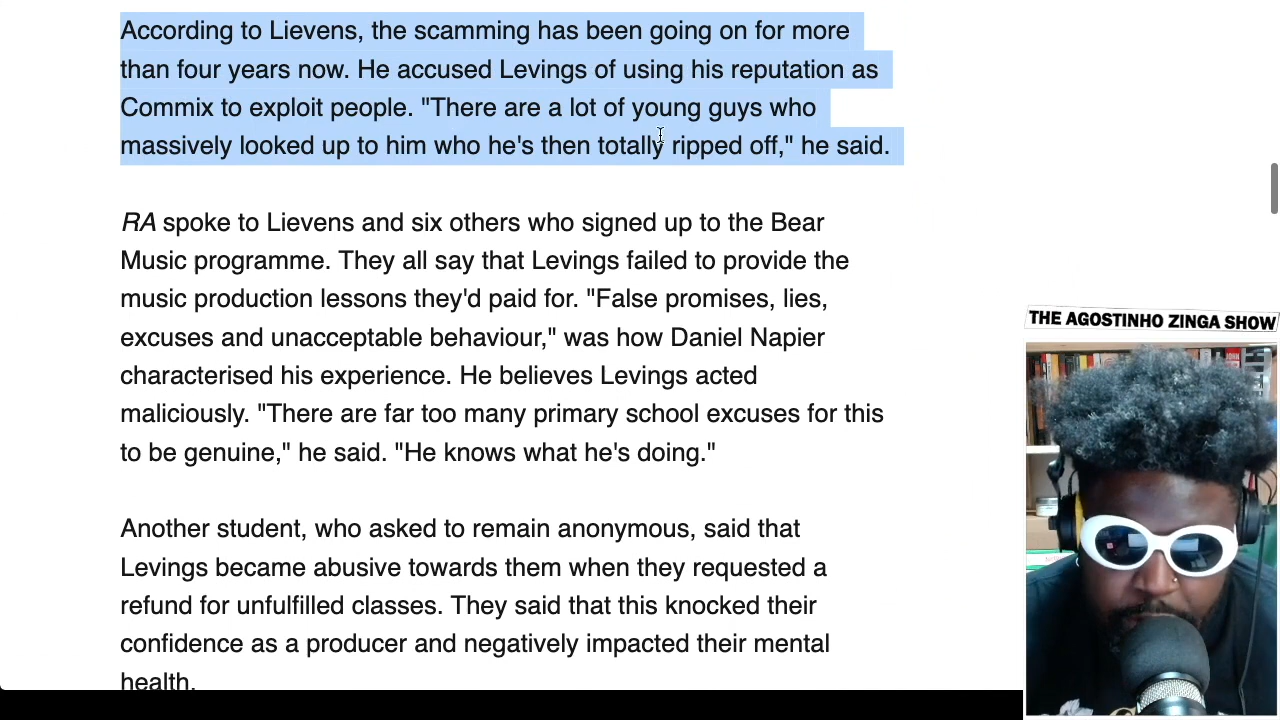 According to Lievens, the scamming has been going on for more
than four years now. He accused Levings of using his reputation as
Commix to exploit people. "There are a lot of young guys who
massively looked up to him who he's then totally ripped off," he said.
RA spoke to Lievens and six others who signed up to the Bear
Music programme. They all say that Levings failed to provide the
music production lessons they'd paid for. "False promises, lies,
excuses and unacceptable behaviour," was how Daniel Napier
characterised his experience. He believes Levings acted
maliciously. "There are far too many primary school excuses for this
to be genuine," he said. "He knows what he's doing."
Another student, who asked to remain anonymous, said that
Levings became abusive towards them when they requested a
refund for unfulfilled classes. They said that this knocked their
confidence as a producer and negatively impacted their mental
health.
THE AGOSTINHO ZINGA SHOW